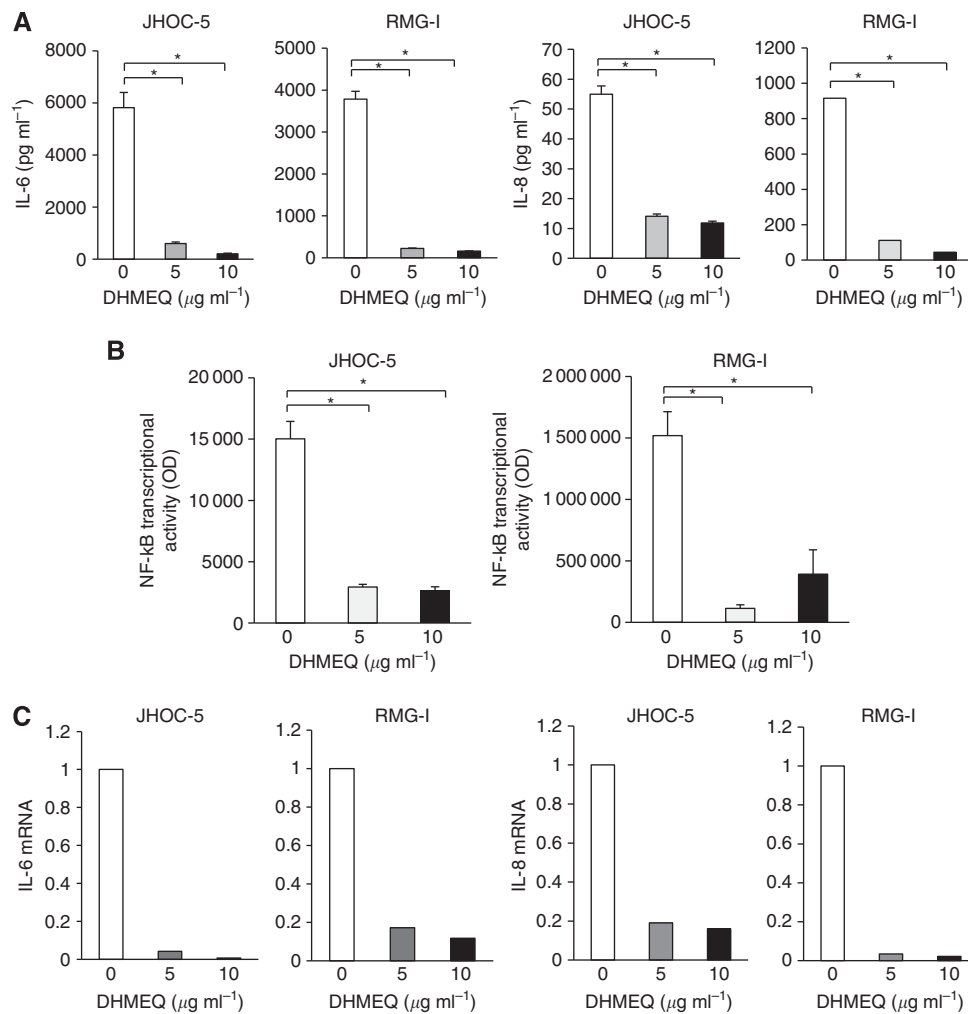 A
JHOC-5
RMG-I
JHOC-5
RMG-I
IL-6 (pg ml⁻¹)
8000
6000
4000
2000
0
* *
0 5 10
DHMEQ (µg ml⁻¹)
5000
4000
3000
2000
1000
0
* *
0 5 10
DHMEQ (µg ml⁻¹)
IL-8 (pg ml⁻¹)
70
60
50
40
30
20
10
0
* *
0 5 10
DHMEQ (µg ml⁻¹)
1200
1000
800
600
400
200
0
* *
0 5 10
DHMEQ (µg ml⁻¹)
B
JHOC-5
RMG-I
NF-kB transcriptional
activity (OD)
20 000
15 000
10 000
5000
0
* *
0 5 10
DHMEQ (µg ml⁻¹)
NF-kB transcriptional
activity (OD)
2 000 000
1 500 000
1 000 000
500 000
0
* *
0 5 10
DHMEQ (µg ml⁻¹)
C
JHOC-5
RMG-I
JHOC-5
RMG-I
IL-6 mRNA
1.2
1
0.8
0.6
0.4
0.2
0
0 5 10
DHMEQ (µg ml⁻¹)
1.2
1
0.8
0.6
0.4
0.2
0
0 5 10
DHMEQ (µg ml⁻¹)
IL-8 mRNA
1.2
1
0.8
0.6
0.4
0.2
0
0 5 10
DHMEQ (µg ml⁻¹)
1.2
1
0.8
0.6
0.4
0.2
0
0 5 10
DHMEQ (µg ml⁻¹)